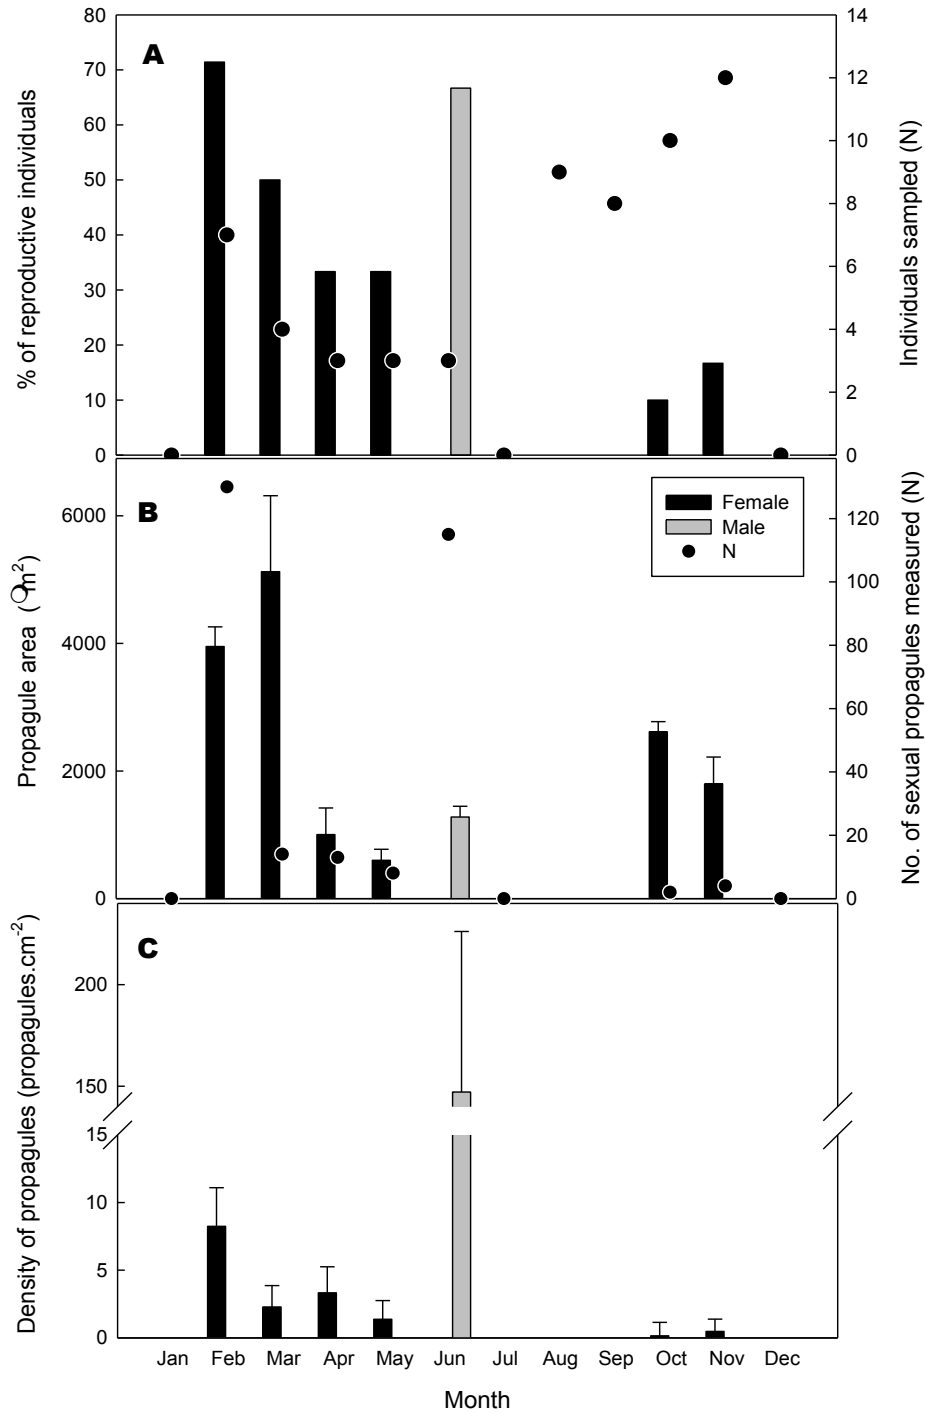 80
70
60
50
40
30
20
10
0
% of reproductive individuals
A
14
12
10
8
6
4
2
0
Individuals sampled (N)
6000
4000
2000
0
Propagule area (m²)
B
Female
Male
N
120
100
80
60
40
20
0
No. of sexual propagules measured (N)
200
150
15
10
5
0
Density of propagules (propagules.cm⁻²)
C
Jan Feb Mar Apr May Jun Jul Aug Sep Oct Nov Dec
Month